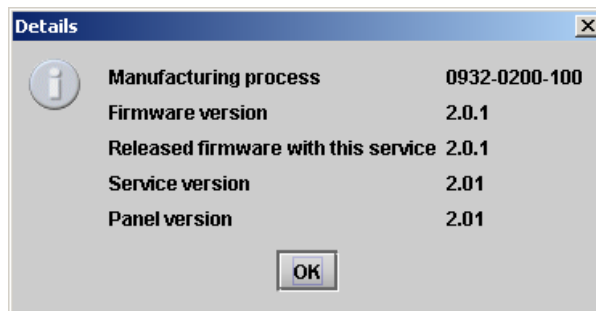 Details
Manufacturing process 0932-0200-100
Firmware version 2.0.1
Released firmware with this service 2.0.1
Service version 2.01
Panel version 2.01
OK